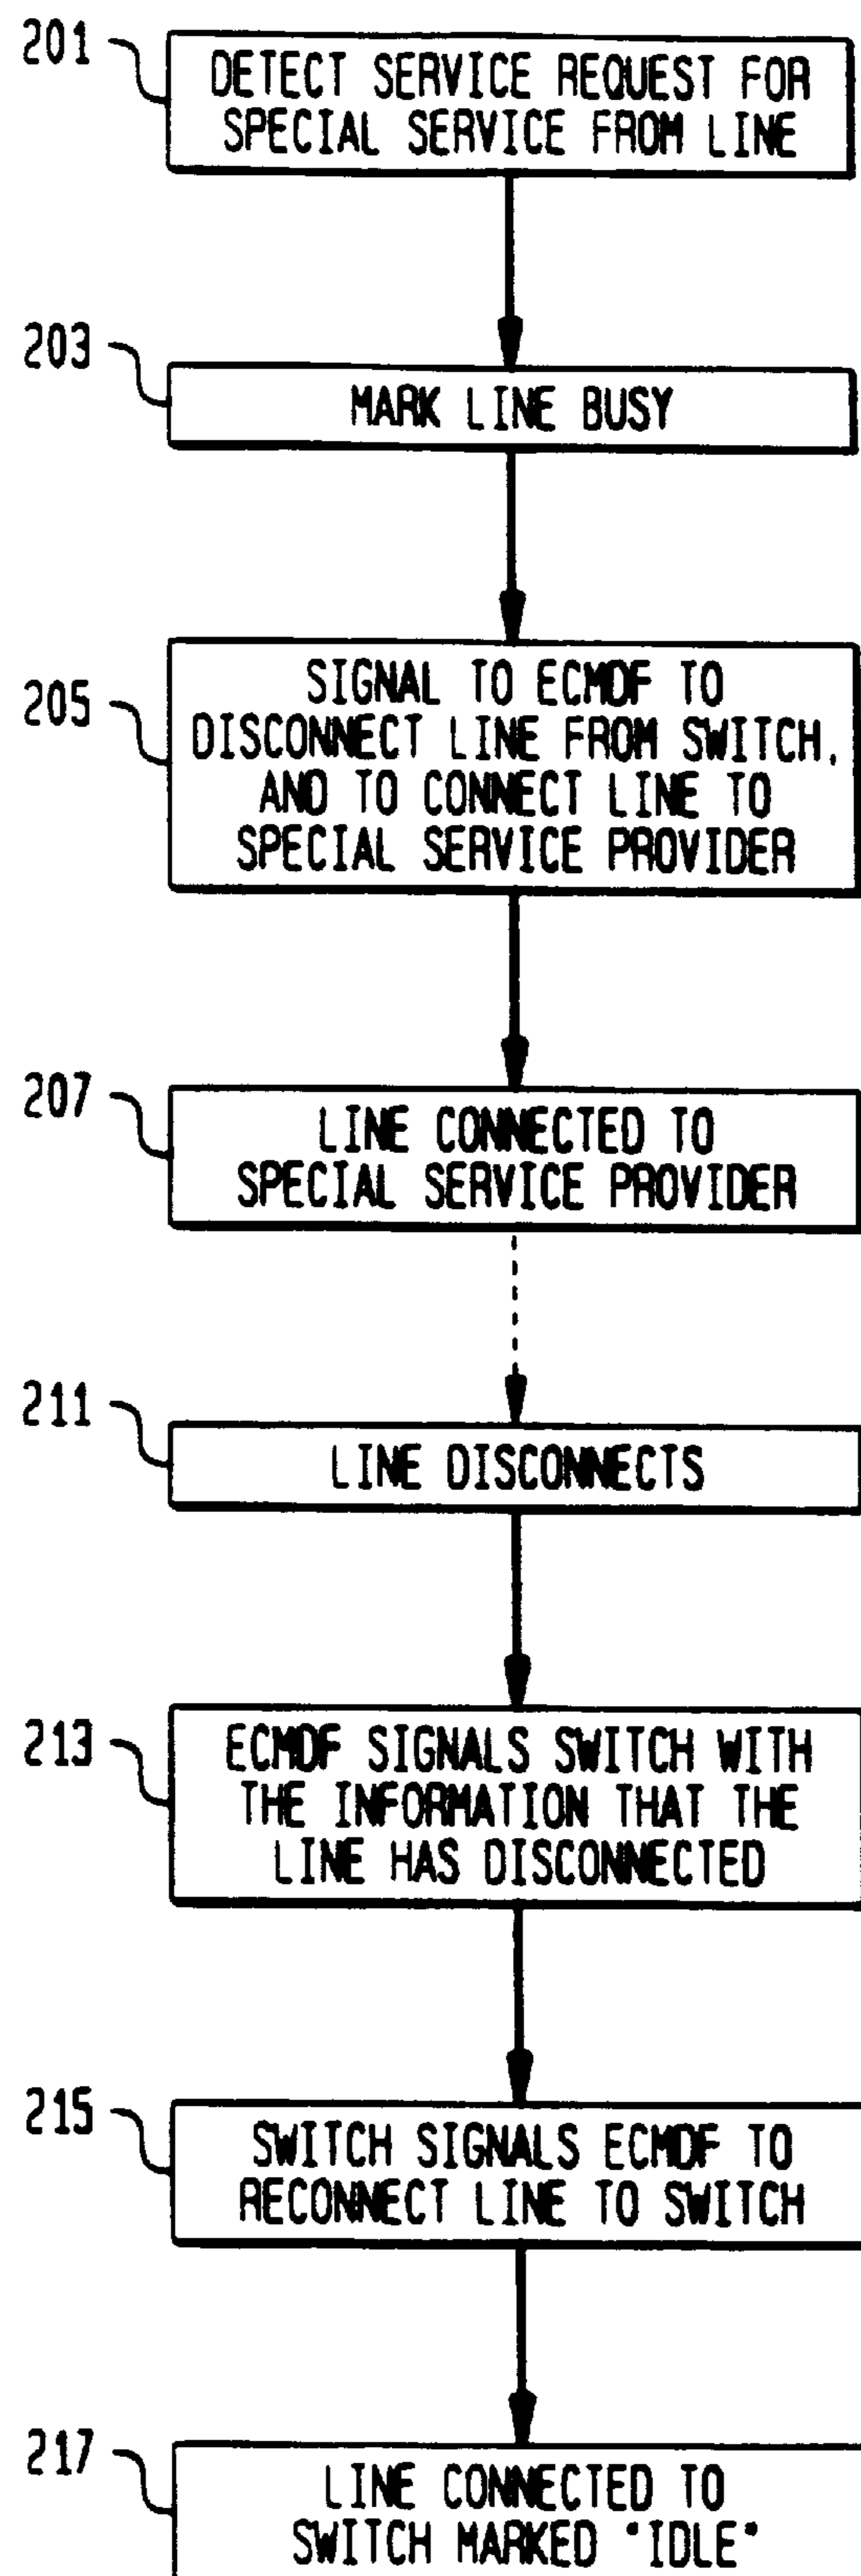 201
DETECT SERVICE REQUEST FOR
SPECIAL SERVICE FROM LINE
203
MARK LINE BUSY
205
SIGNAL TO ECMDF TO
DISCONNECT LINE FROM SWITCH,
AND TO CONNECT LINE TO
SPECIAL SERVICE PROVIDER
207
LINE CONNECTED TO
SPECIAL SERVICE PROVIDER
211
LINE DISCONNECTS
213
ECMDF SIGNALS SWITCH WITH
THE INFORMATION THAT THE
LINE HAS DISCONNECTED
215
SWITCH SIGNALS ECMDF TO
RECONNECT LINE TO SWITCH
217
LINE CONNECTED TO
SWITCH MARKED "IDLE"